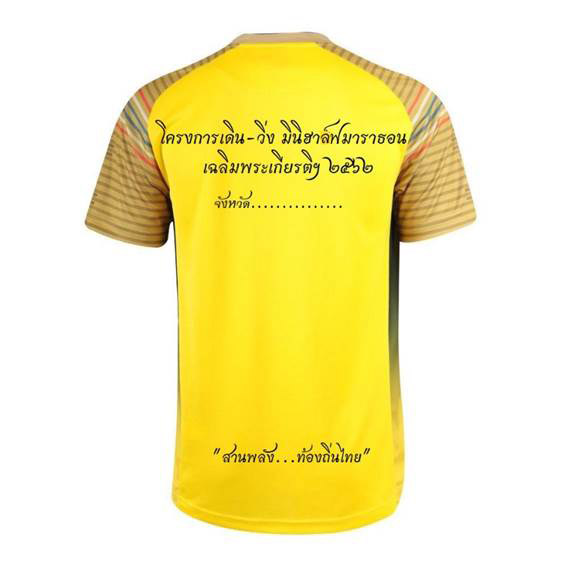 โครงการเดิน-วิ่ง มินิฮาล์ฟมาราธอน
เฉลิมพระเกียรติฯ ๒๕๖๒
จังหวัด...............
"สานพลัง...ท้องถิ่นไทย"